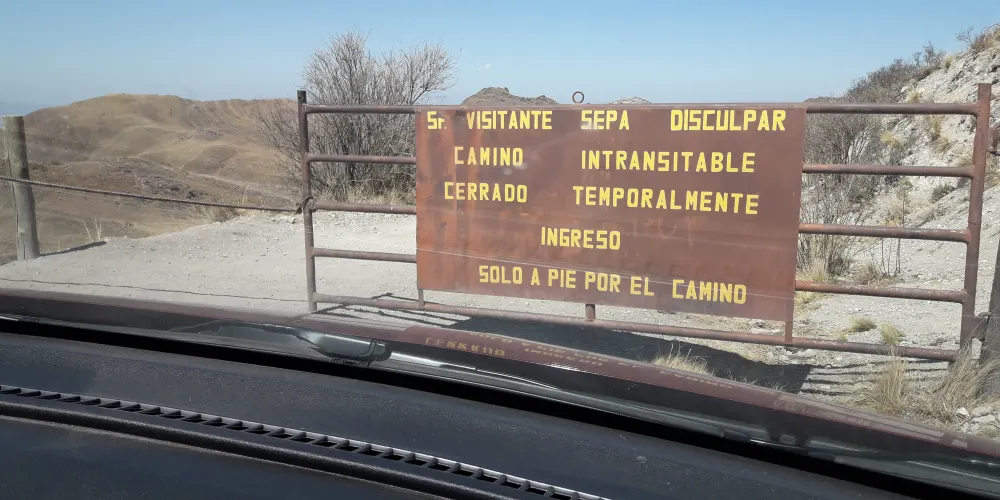 Sr. VISITANTE SEPA DISCULPAR
CAMINO INTRANSITABLE
CERRADO TEMPORALMENTE
INGRESO
SOLO A PIE POR EL CAMINO